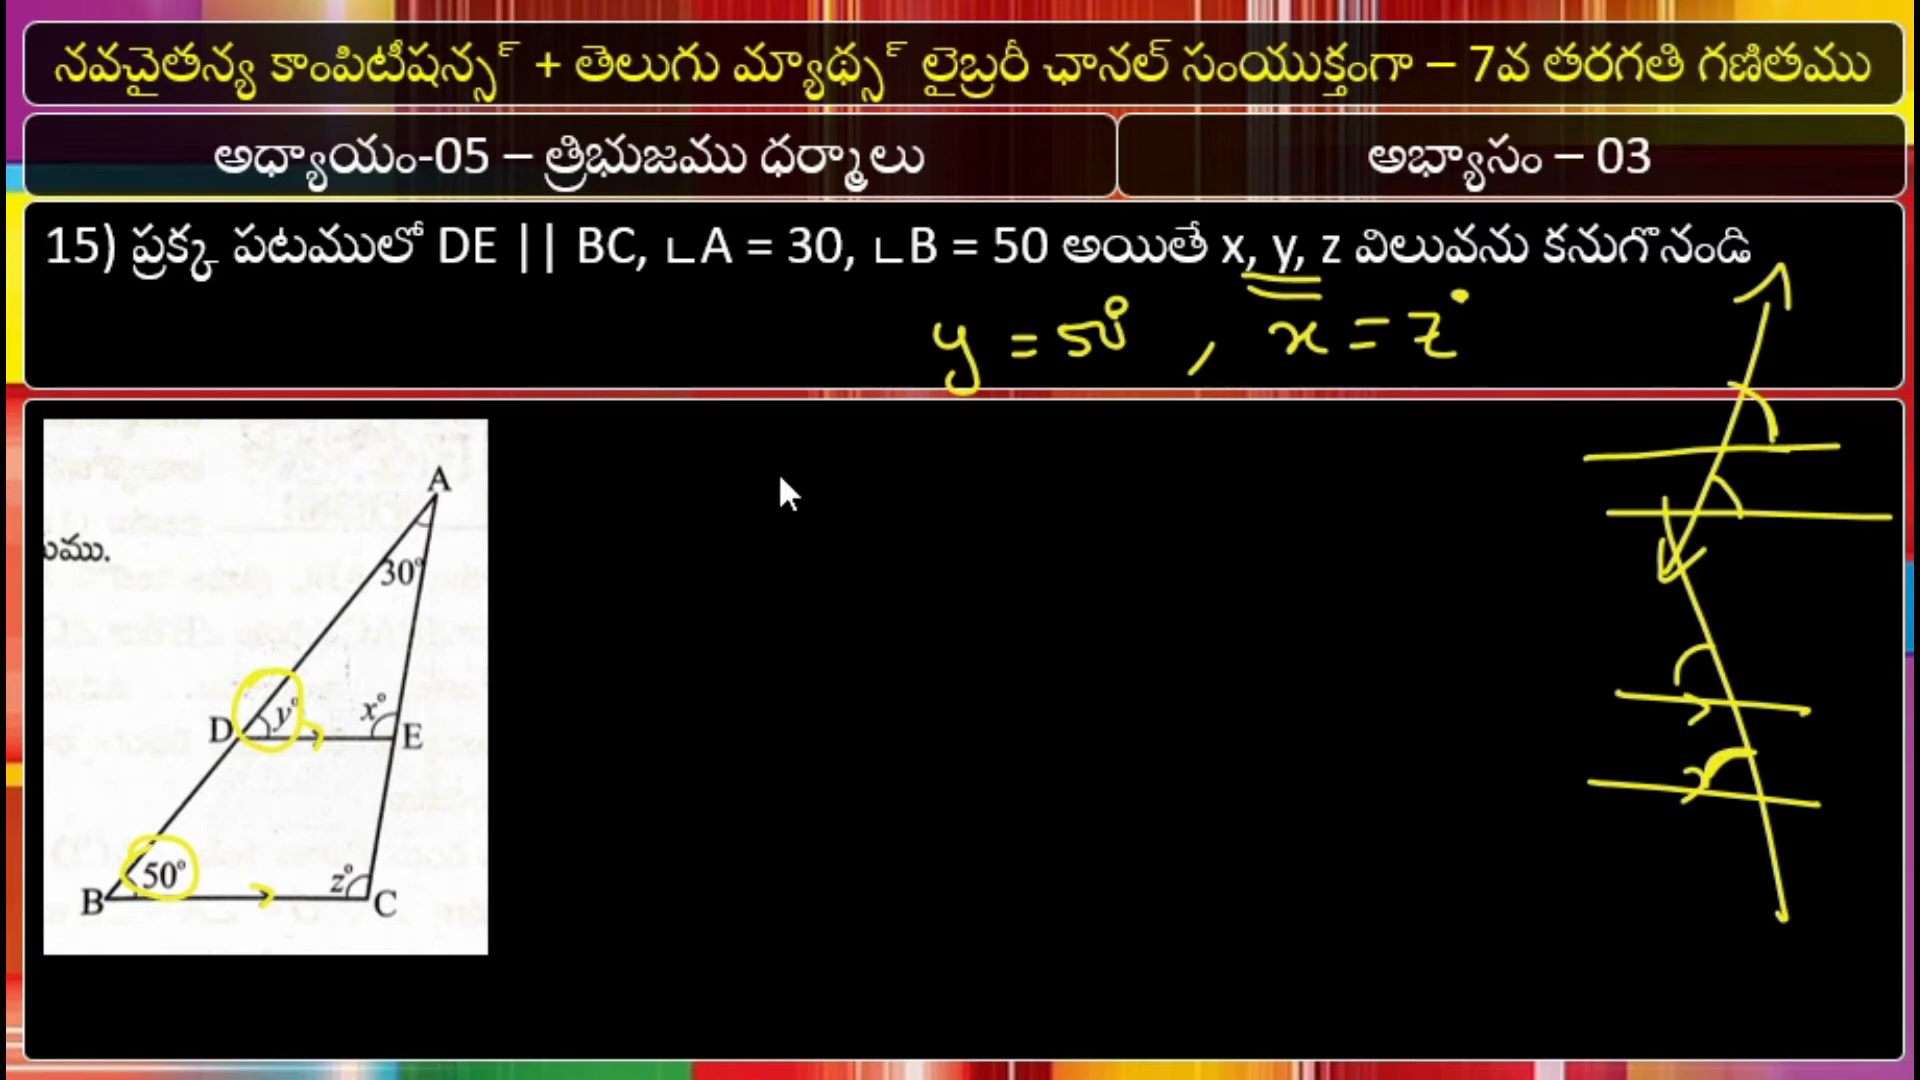 నవచైతన్య కాంపిటీషన్స్ + తెలుగు మ్యాథ్స్ లైబ్రరీ ఛానల్ సంయుక్తంగా – 7వ తరగతి గణితము
అధ్యాయం-05 – త్రిభుజము ధర్మాలు
అభ్యాసం – 03
15) ప్రక్క పటములో DE || BC, ∟A = 30, ∟B = 50 అయితే x, y, z విలువను కనుగొనండి
y = 50° , x = z°
A
30°
D y° x° E
B 50° z° C